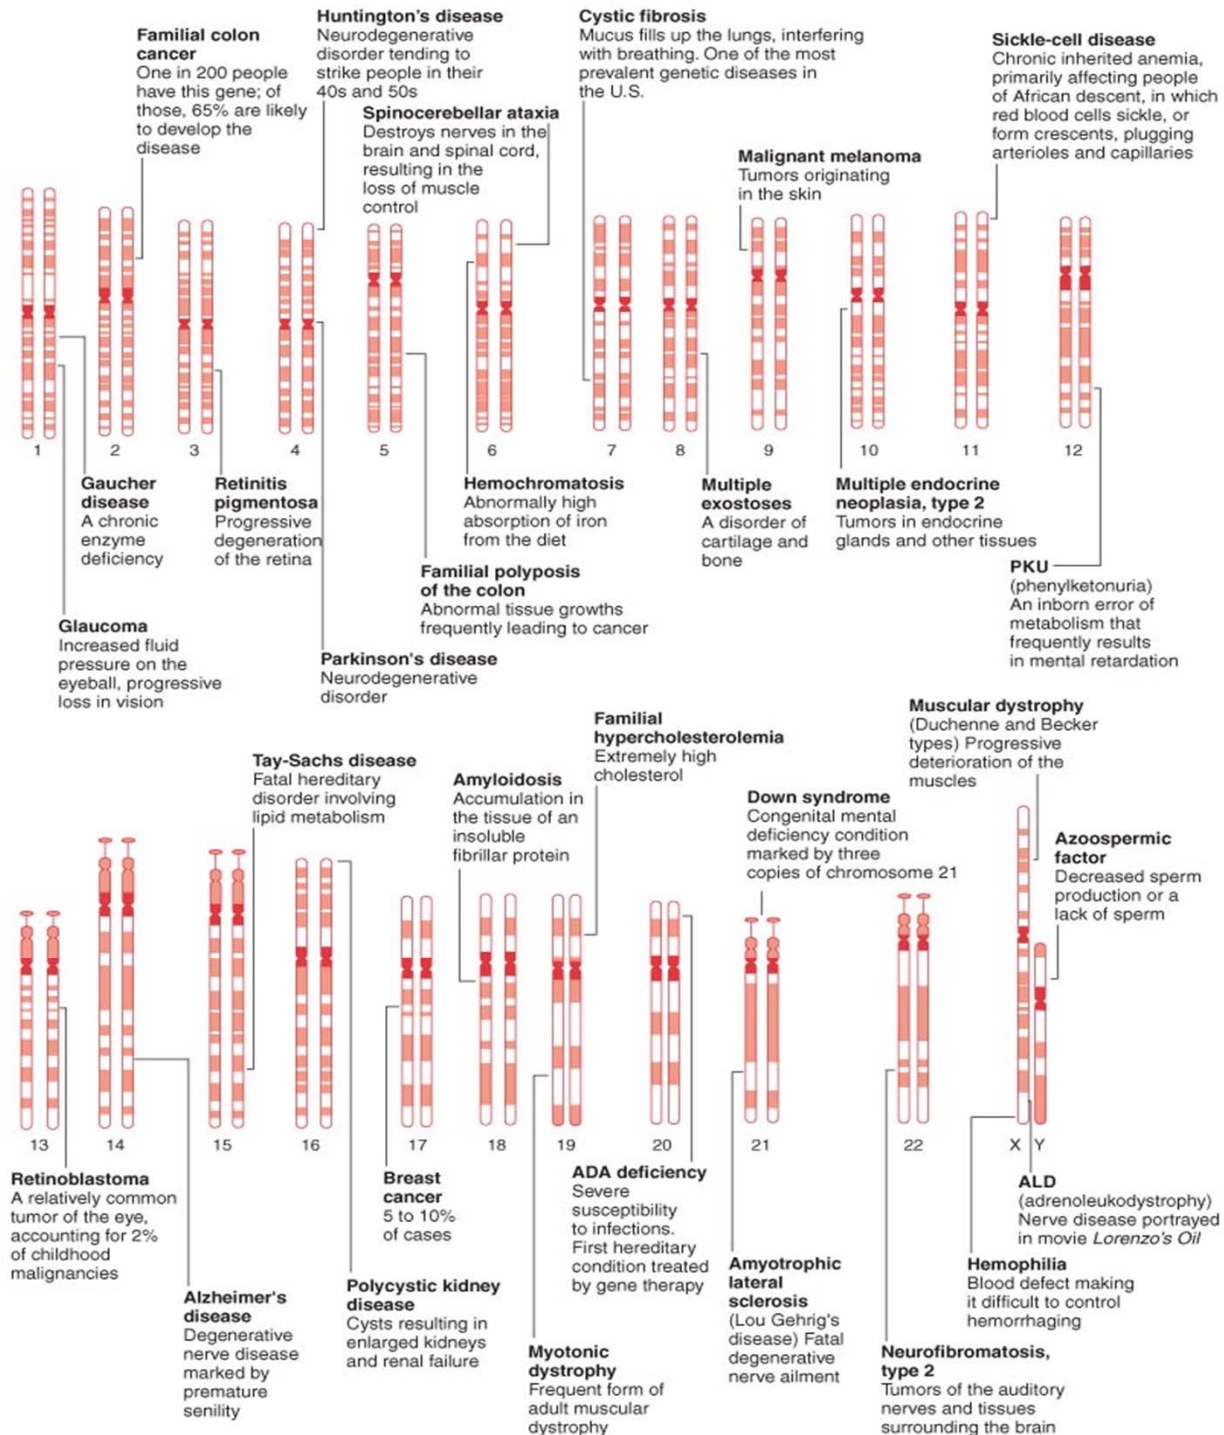 Familial colon
cancer
One in 200 people
have this gene; of
those, 65% are likely
to develop the
disease
Huntington's disease
Neurodegenerative
disorder tending to
strike people in their
40s and 50s
Spinocerebellar ataxia
Destroys nerves in the
brain and spinal cord,
resulting in the
loss of muscle
control
Cystic fibrosis
Mucus fills up the lungs, interfering
with breathing. One of the most
prevalent genetic diseases in
the U.S.
Malignant melanoma
Tumors originating
in the skin
Sickle-cell disease
Chronic inherited anemia,
primarily affecting people
of African descent, in which
red blood cells sickle, or
form crescents, plugging
arterioles and capillaries
1 2 3 4 5 6 7 8 9 10 11 12
Gaucher
disease
A chronic
enzyme
deficiency
Retinitis
pigmentosa
Progressive
degeneration
of the retina
Hemochromatosis
Abnormally high
absorption of iron
from the diet
Multiple
exostoses
A disorder of
cartilage and
bone
Multiple endocrine
neoplasia, type 2
Tumors in endocrine
glands and other tissues
PKU
(phenylketonuria)
An inborn error of
metabolism that
frequently results
in mental retardation
Familial polyposis
of the colon
Abnormal tissue growths
frequently leading to cancer
Glaucoma
Increased fluid
pressure on the
eyeball, progressive
loss in vision
Parkinson's disease
Neurodegenerative
disorder
Tay-Sachs disease
Fatal hereditary
disorder involving
lipid metabolism
Amyloidosis
Accumulation in
the tissue of an
insoluble
fibrillar protein
Familial
hypercholesterolemia
Extremely high
cholesterol
Down syndrome
Congenital mental
deficiency condition
marked by three
copies of chromosome 21
Muscular dystrophy
(Duchenne and Becker
types) Progressive
deterioration of the
muscles
Azoospermic
factor
Decreased sperm
production or a
lack of sperm
13 14 15 16 17 18 19 20 21 22 X Y
Retinoblastoma
A relatively common
tumor of the eye,
accounting for 2%
of childhood
malignancies
Alzheimer's
disease
Degenerative
nerve disease
marked by
premature
senility
Polycystic kidney
disease
Cysts resulting in
enlarged kidneys
and renal failure
Breast
cancer
5 to 10%
of cases
Myotonic
dystrophy
Frequent form of
adult muscular
dystrophy
ADA deficiency
Severe
susceptibility
to infections.
First hereditary
condition treated
by gene therapy
Amyotrophic
lateral
sclerosis
(Lou Gehrig's
disease) Fatal
degenerative
nerve ailment
Neurofibromatosis,
type 2
Tumors of the auditory
nerves and tissues
surrounding the brain
Hemophilia
Blood defect making
it difficult to control
hemorrhaging
ALD
(adrenoleukodystrophy)
Nerve disease portrayed
in movie Lorenzo's Oil